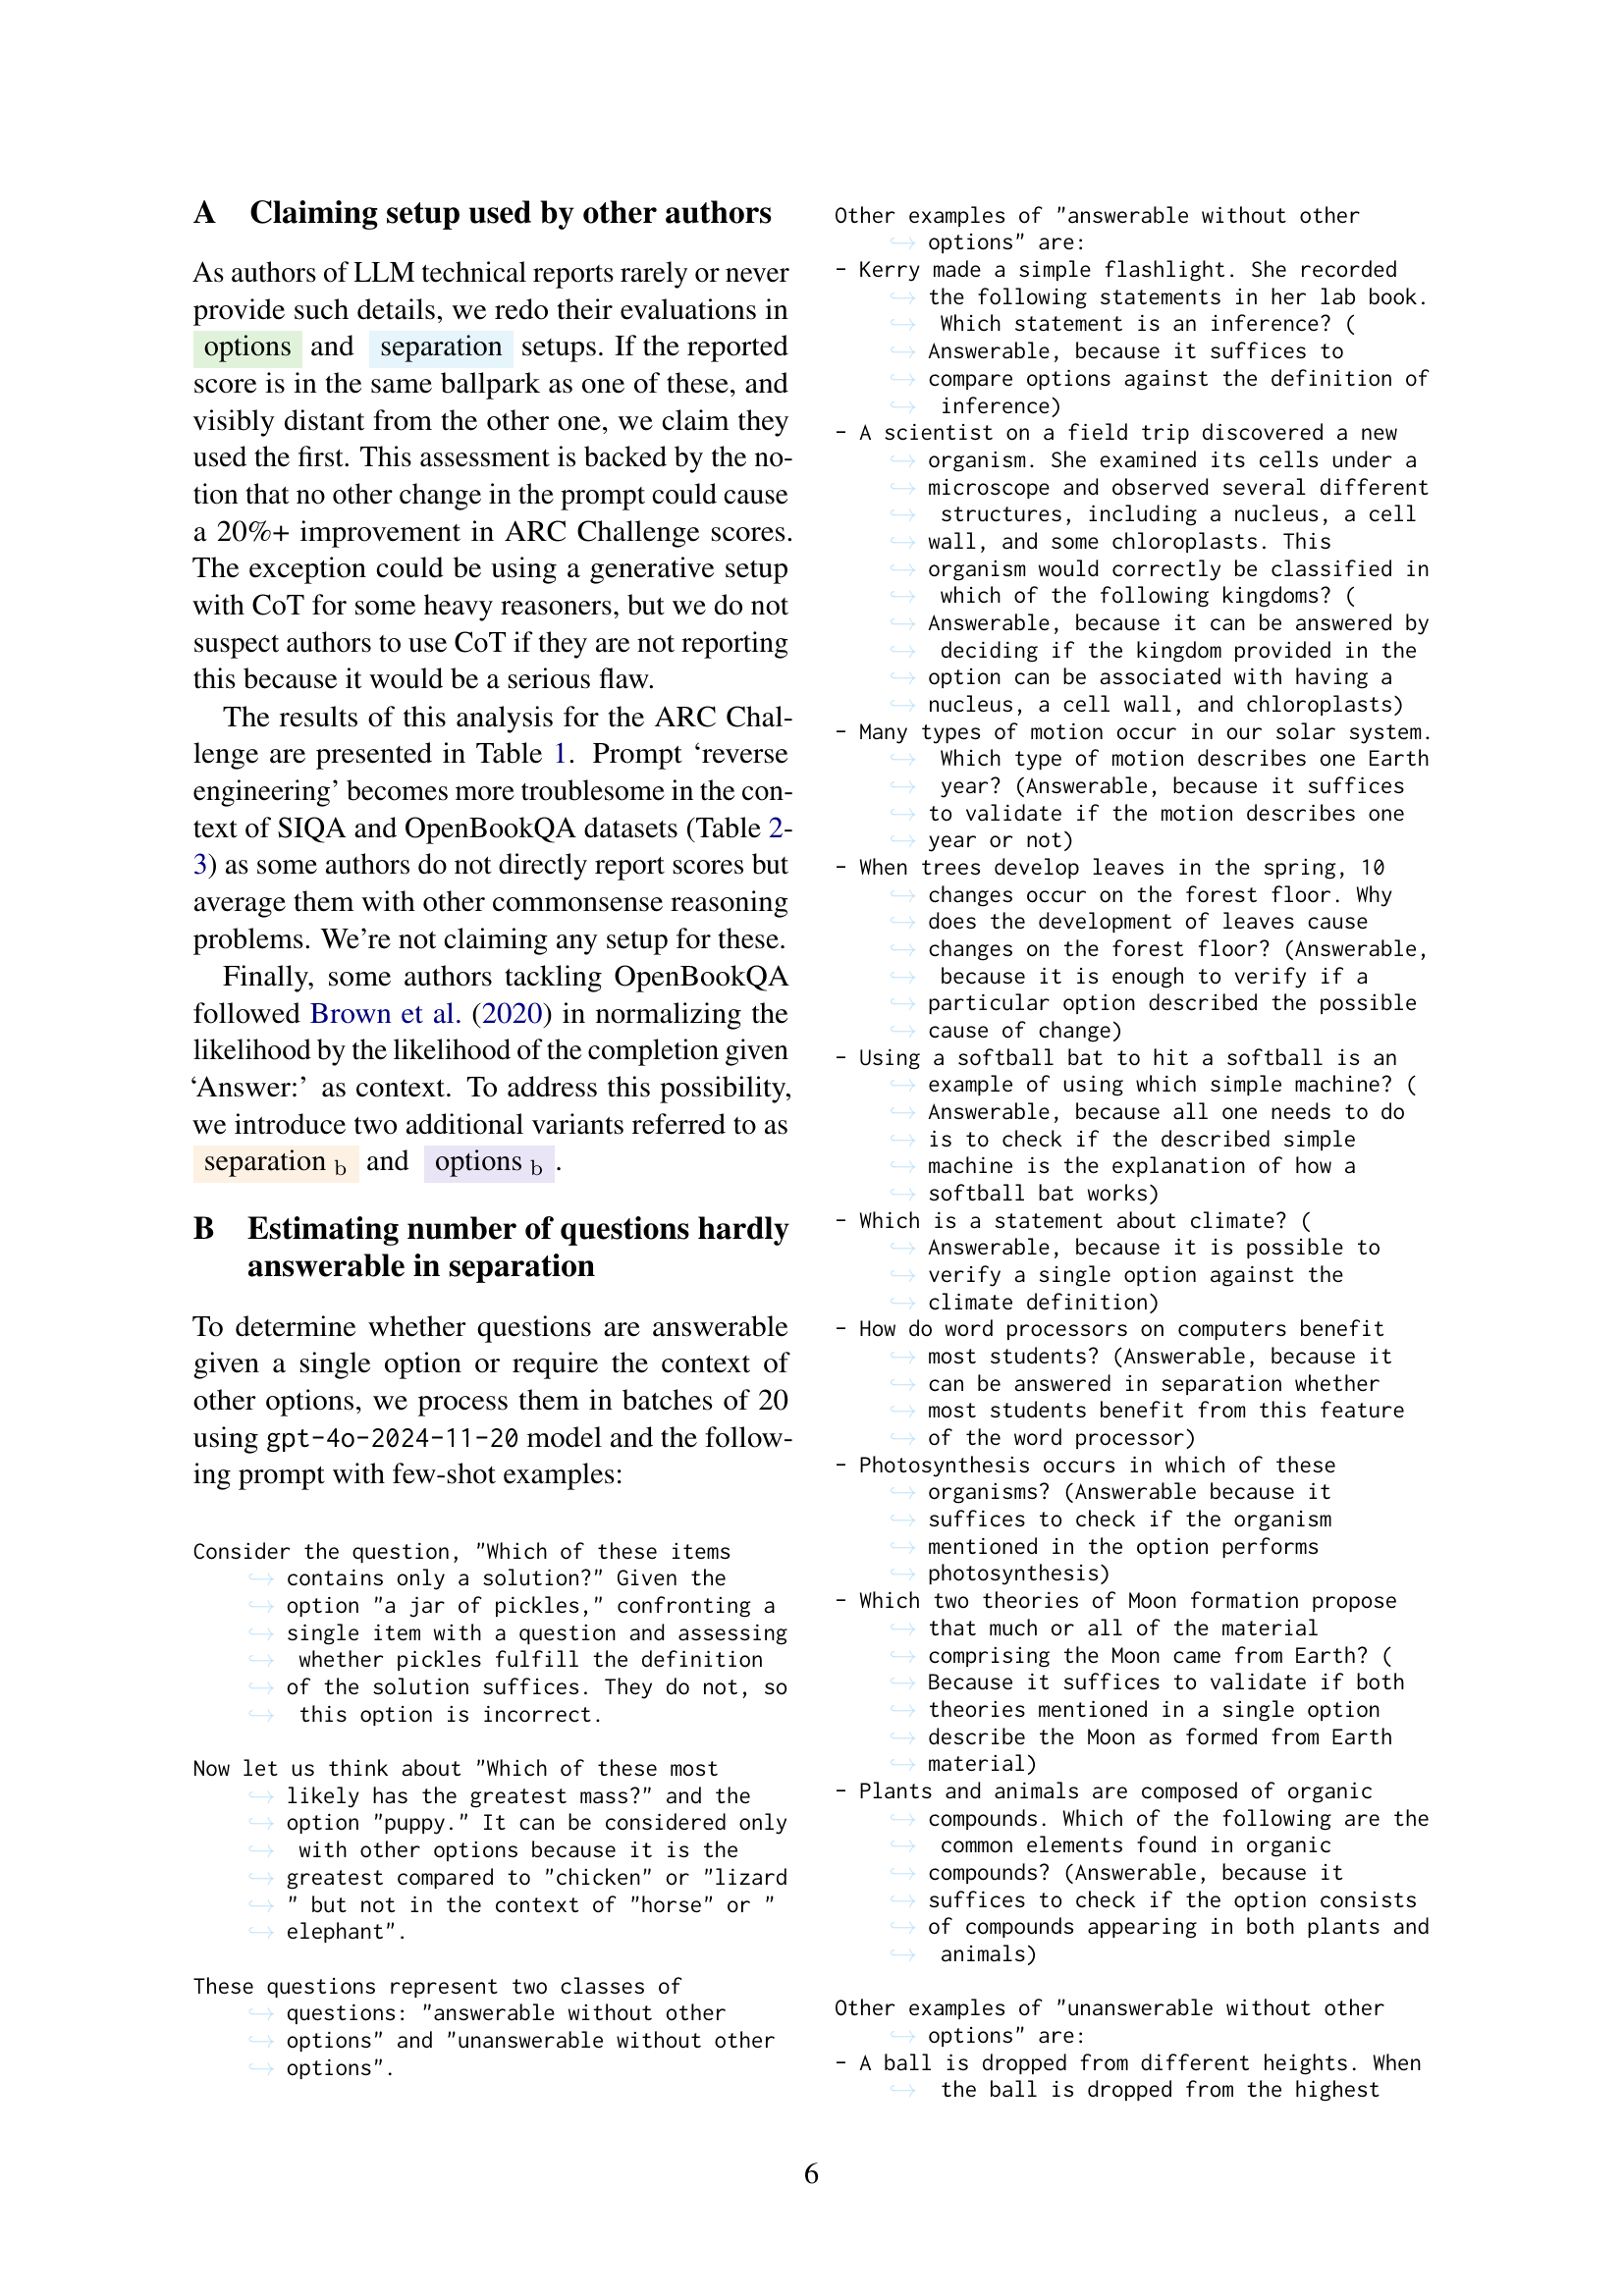 A Claiming setup used by other authors
As authors of LLM technical reports rarely or never
provide such details, we redo their evaluations in
options and separation setups. If the reported
score is in the same ballpark as one of these, and
visibly distant from the other one, we claim they
used the first. This assessment is backed by the no-
tion that no other change in the prompt could cause
a 20%+ improvement in ARC Challenge scores.
The exception could be using a generative setup
with CoT for some heavy reasoners, but we do not
suspect authors to use CoT if they are not reporting
this because it would be a serious flaw.
The results of this analysis for the ARC Chal-
lenge are presented in Table 1. Prompt ‘reverse
engineering’ becomes more troublesome in the con-
text of SIQA and OpenBookQA datasets (Table 2-
3) as some authors do not directly report scores but
average them with other commonsense reasoning
problems. We’re not claiming any setup for these.
Finally, some authors tackling OpenBookQA
followed Brown et al. (2020) in normalizing the
likelihood by the likelihood of the completion given
‘Answer:’ as context. To address this possibility,
we introduce two additional variants referred to as
separation b and options b .
B Estimating number of questions hardly
answerable in separation
To determine whether questions are answerable
given a single option or require the context of
other options, we process them in batches of 20
using gpt-4o-2024-11-20 model and the follow-
ing prompt with few-shot examples:
Consider the question, "Which of these items
↪ contains only a solution?" Given the
↪ option "a jar of pickles," confronting a
↪ single item with a question and assessing
↪ whether pickles fulfill the definition
↪ of the solution suffices. They do not, so
↪ this option is incorrect.
Now let us think about "Which of these most
↪ likely has the greatest mass?" and the
↪ option "puppy." It can be considered only
↪ with other options because it is the
↪ greatest compared to "chicken" or "lizard
↪ " but not in the context of "horse" or "
↪ elephant".
These questions represent two classes of
↪ questions: "answerable without other
↪ options" and "unanswerable without other
↪ options".
Other examples of "answerable without other
↪ options" are:
- Kerry made a simple flashlight. She recorded
↪ the following statements in her lab book.
↪ Which statement is an inference? (
↪ Answerable, because it suffices to
↪ compare options against the definition of
↪ inference)
- A scientist on a field trip discovered a new
↪ organism. She examined its cells under a
↪ microscope and observed several different
↪ structures, including a nucleus, a cell
↪ wall, and some chloroplasts. This
↪ organism would correctly be classified in
↪ which of the following kingdoms? (
↪ Answerable, because it can be answered by
↪ deciding if the kingdom provided in the
↪ option can be associated with having a
↪ nucleus, a cell wall, and chloroplasts)
- Many types of motion occur in our solar system.
↪ Which type of motion describes one Earth
↪ year? (Answerable, because it suffices
↪ to validate if the motion describes one
↪ year or not)
- When trees develop leaves in the spring, 10
↪ changes occur on the forest floor. Why
↪ does the development of leaves cause
↪ changes on the forest floor? (Answerable,
↪ because it is enough to verify if a
↪ particular option described the possible
↪ cause of change)
- Using a softball bat to hit a softball is an
↪ example of using which simple machine? (
↪ Answerable, because all one needs to do
↪ is to check if the described simple
↪ machine is the explanation of how a
↪ softball bat works)
- Which is a statement about climate? (
↪ Answerable, because it is possible to
↪ verify a single option against the
↪ climate definition)
- How do word processors on computers benefit
↪ most students? (Answerable, because it
↪ can be answered in separation whether
↪ most students benefit from this feature
↪ of the word processor)
- Photosynthesis occurs in which of these
↪ organisms? (Answerable because it
↪ suffices to check if the organism
↪ mentioned in the option performs
↪ photosynthesis)
- Which two theories of Moon formation propose
↪ that much or all of the material
↪ comprising the Moon came from Earth? (
↪ Because it suffices to validate if both
↪ theories mentioned in a single option
↪ describe the Moon as formed from Earth
↪ material)
- Plants and animals are composed of organic
↪ compounds. Which of the following are the
↪ common elements found in organic
↪ compounds? (Answerable, because it
↪ suffices to check if the option consists
↪ of compounds appearing in both plants and
↪ animals)
Other examples of "unanswerable without other
↪ options" are:
- A ball is dropped from different heights. When
↪ the ball is dropped from the highest
6